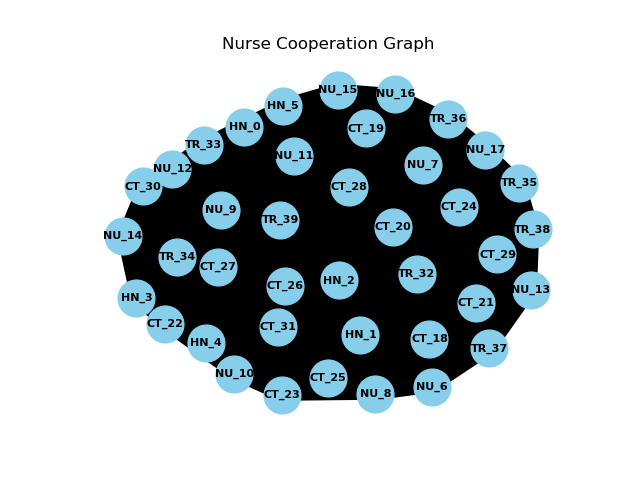 Nurse Cooperation Graph
NU_15
NU_16
HN_5
TR_36
HN_0
CT_19
TR_33
NU_17
NU_11
NU_7
NU_12
TR_35
CT_30
CT_28
CT_24
NU_9
TR_39
CT_20
TR_38
NU_14
CT_29
TR_34
CT_27
TR_32
HN_2
CT_26
NU_13
HN_3
CT_21
CT_22
CT_31
HN_1
CT_18
HN_4
TR_37
NU_10
CT_25
NU_6
NU_8
CT_23